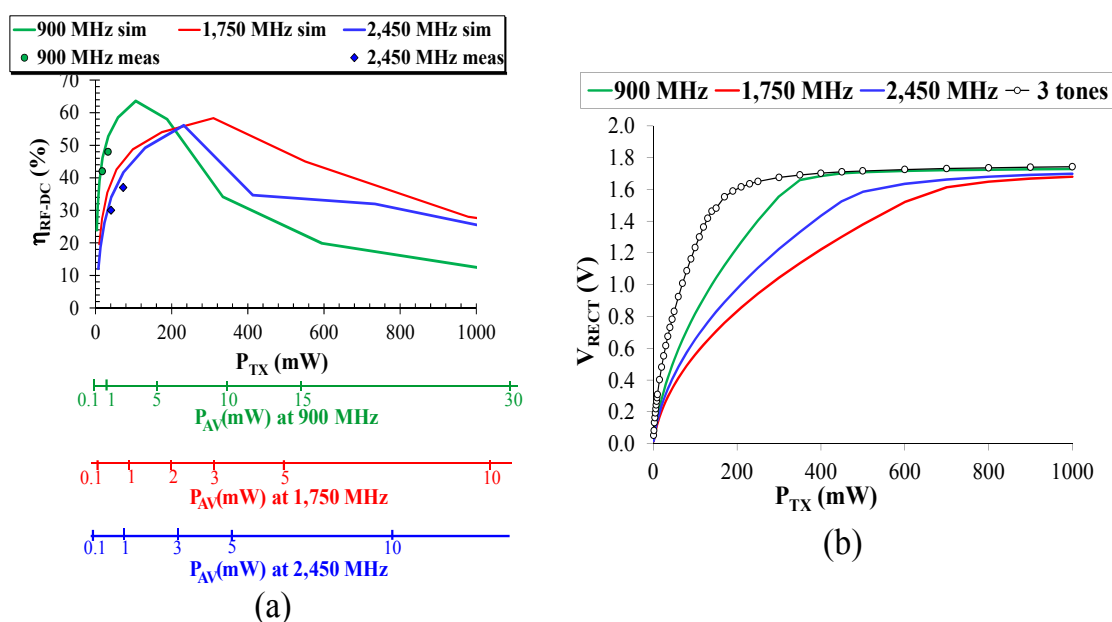 900 MHz sim 1,750 MHz sim 2,450 MHz sim
900 MHz meas 2,450 MHz meas
70
60
50
40
30
20
10
0
ηRF-DC (%)
0 200 400 600 800 1000
PTX (mW)
0.1 1 5 10 15 30
PAV(mW) at 900 MHz
0.1 1 2 3 5 10
PAV(mW) at 1,750 MHz
0.1 1 3 5 10
PAV(mW) at 2,450 MHz
(a)
900 MHz 1,750 MHz 2,450 MHz 3 tones
2.0
1.8
1.6
1.4
1.2
1.0
0.8
0.6
0.4
0.2
0.0
VRECT (V)
0 200 400 600 800 1000
PTX (mW)
(b)